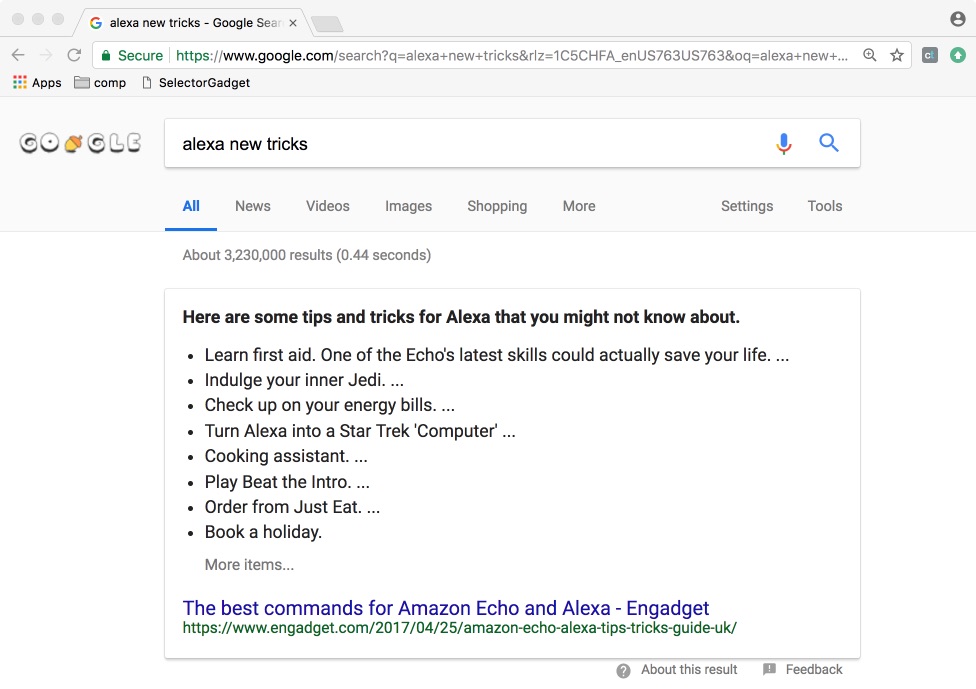 alexa new tricks - Google Sear
Secure https://www.google.com/search?q=alexa+new+tricks&rlz=1C5CHFA_enUS763US763&oq=alexa+new+...
Apps comp SelectorGadget
GOGLE
alexa new tricks
All News Videos Images Shopping More Settings Tools
About 3,230,000 results (0.44 seconds)
Here are some tips and tricks for Alexa that you might not know about.
• Learn first aid. One of the Echo's latest skills could actually save your life. ...
• Indulge your inner Jedi. ...
• Check up on your energy bills. ...
• Turn Alexa into a Star Trek 'Computer' ...
• Cooking assistant. ...
• Play Beat the Intro. ...
• Order from Just Eat. ...
• Book a holiday.
More items...
The best commands for Amazon Echo and Alexa - Engadget
https://www.engadget.com/2017/04/25/amazon-echo-alexa-tips-tricks-guide-uk/
About this result Feedback